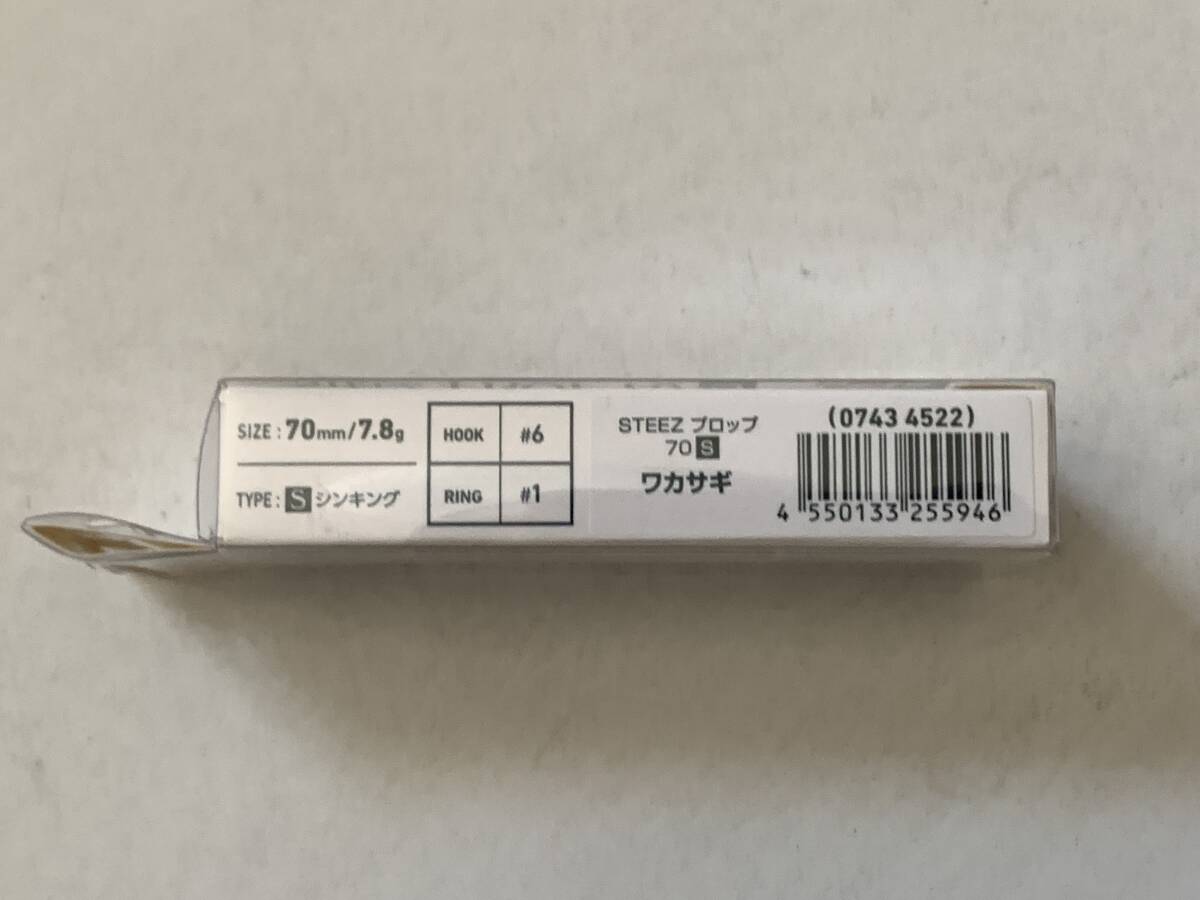 SIZE : 70mm/7.8g
TYPE : S シンキング
HOOK #6
RING #1
STEEZ プロップ
70 S
ワカサギ
(0743 4522)
4 550133 255946